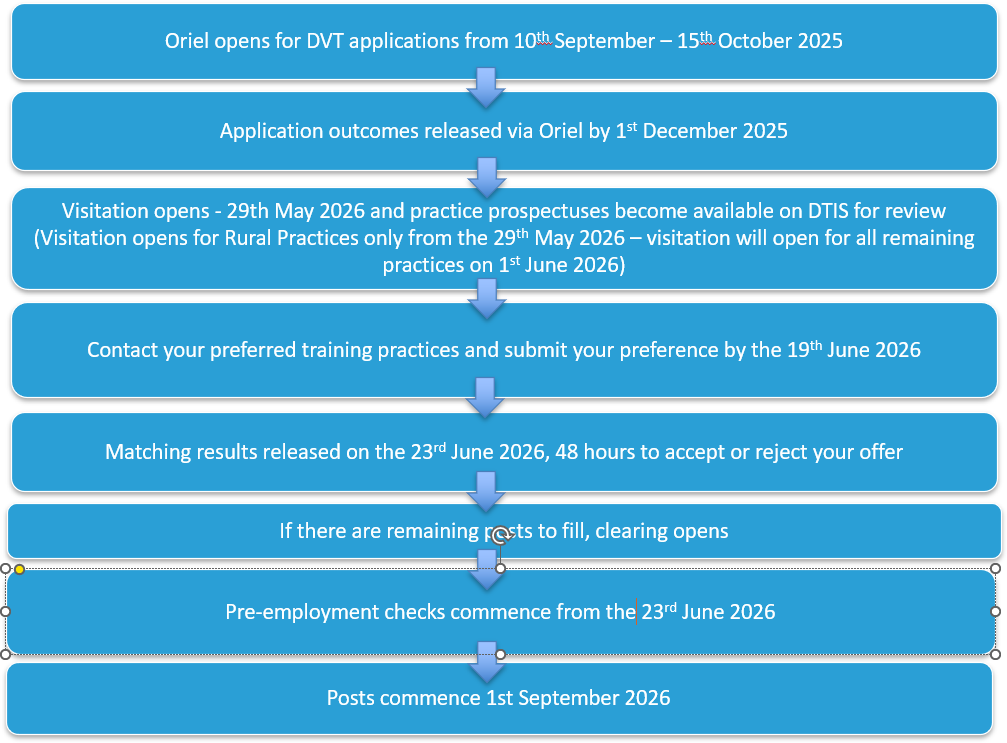 Oriel opens for DVT applications from 10th September – 15th October 2025
Application outcomes released via Oriel by 1st December 2025
Visitation opens - 29th May 2026 and practice prospectuses become available on DTIS for review
(Visitation opens for Rural Practices only from the 29th May 2026 – visitation will open for all remaining
practices on 1st June 2026)
Contact your preferred training practices and submit your preference by the 19th June 2026
Matching results released on the 23rd June 2026, 48 hours to accept or reject your offer
If there are remaining posts to fill, clearing opens
Pre-employment checks commence from the 23rd June 2026
Posts commence 1st September 2026